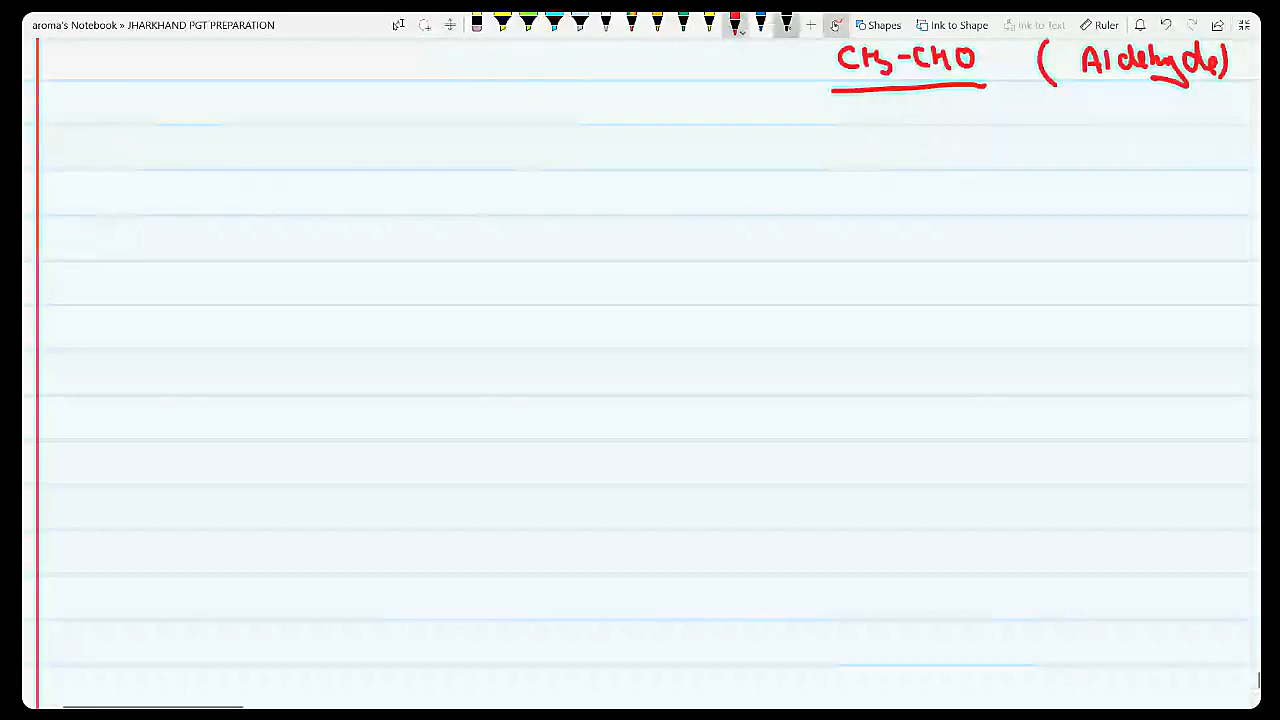 aroma's Notebook » JHARKHAND PGT PREPARATION
Shapes Ink to Shape Ink to Text Ruler
CH3-CHO ( Aldehyde)